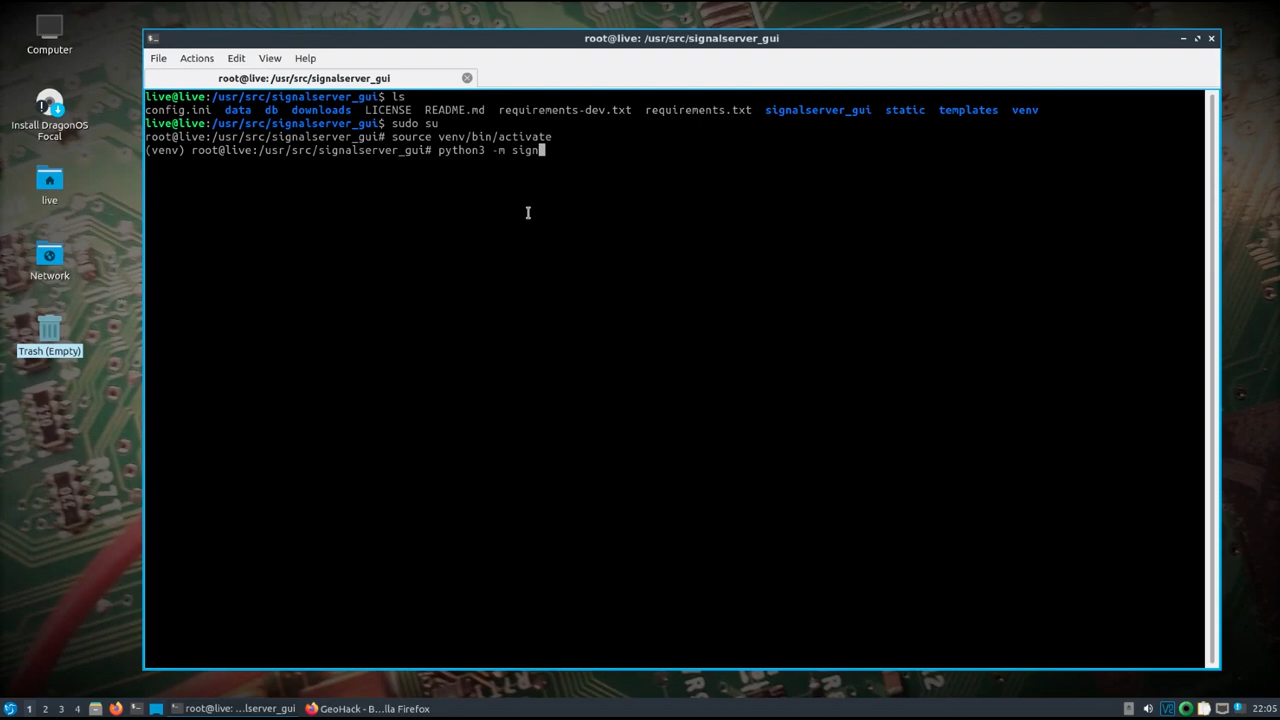 Computer
Install DragonOS
Focal
live
Network
Trash (Empty)
root@live: /usr/src/signalserver_gui
File Actions Edit View Help
root@live: /usr/src/signalserver_gui
live@live:/usr/src/signalserver_gui$ ls
config.ini data db downloads LICENSE README.md requirements-dev.txt requirements.txt signalserver_gui static templates venv
live@live:/usr/src/signalserver_gui$ sudo su
root@live:/usr/src/signalserver_gui# source venv/bin/activate
(venv) root@live:/usr/src/signalserver_gui# python3 -m sign
1 2 3 4 root@live: ...lserver_gui GeoHack - B...lla Firefox 22:05